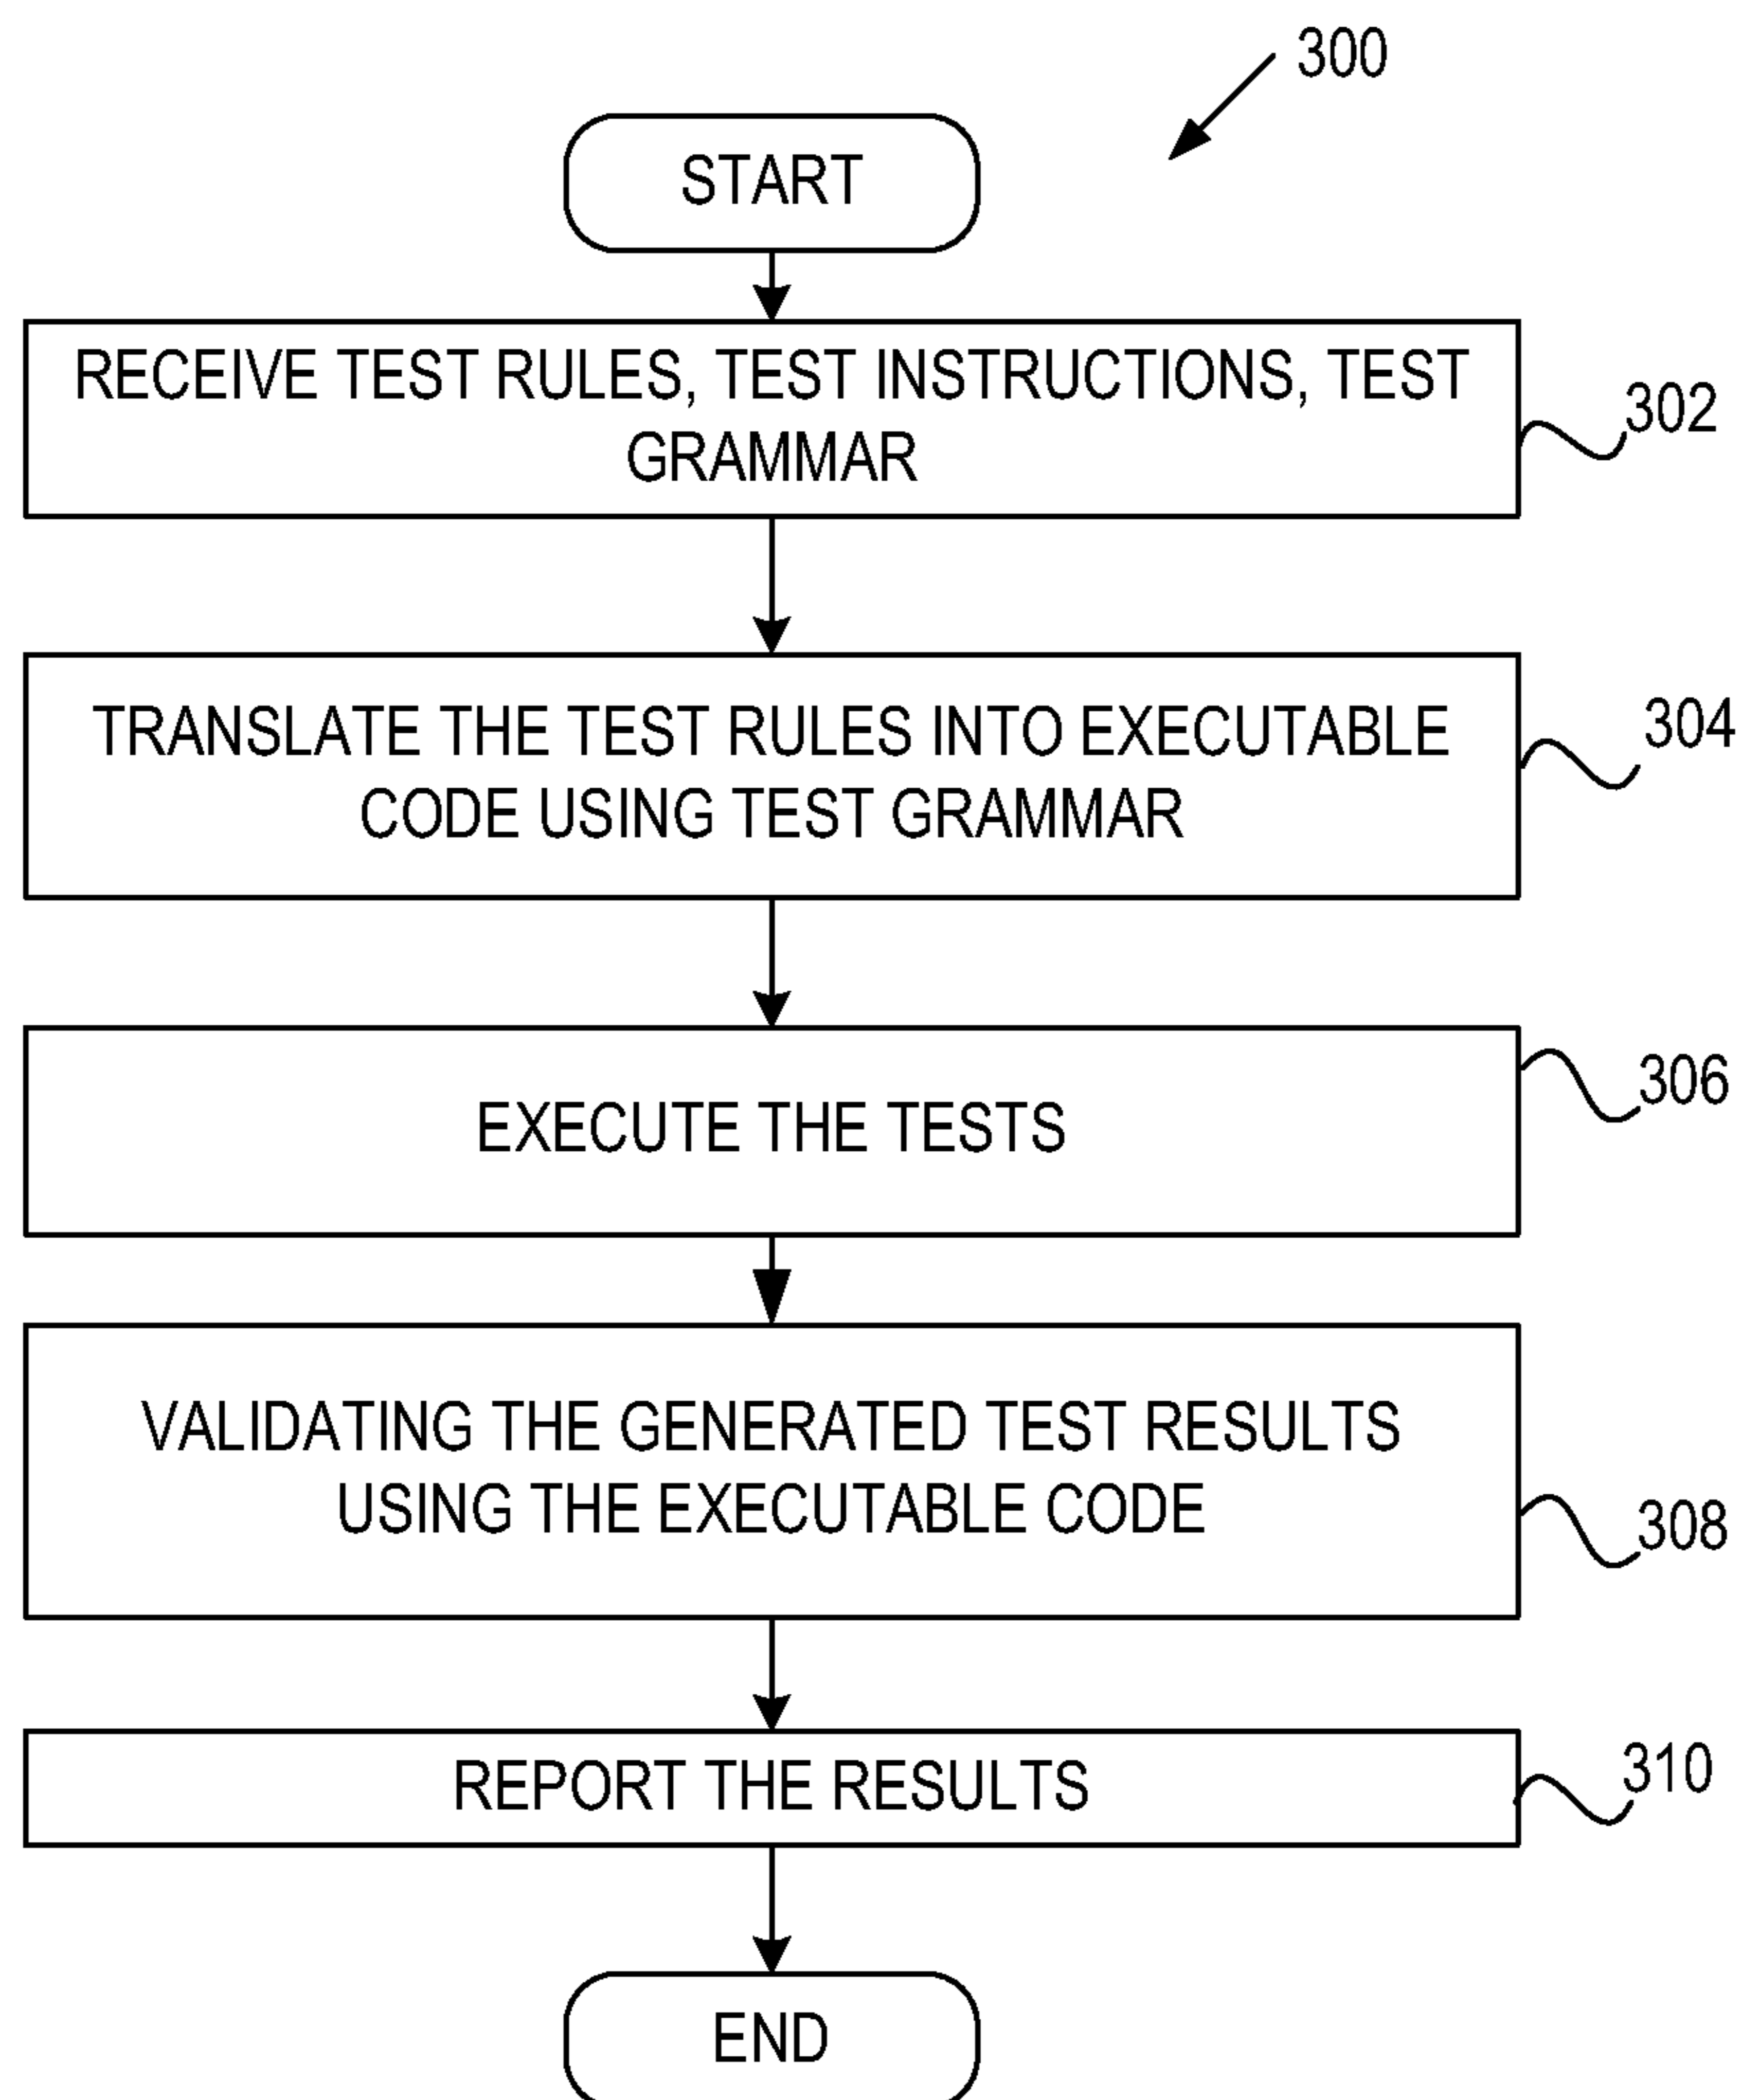 300
START
RECEIVE TEST RULES, TEST INSTRUCTIONS, TEST
GRAMMAR
302
TRANSLATE THE TEST RULES INTO EXECUTABLE
CODE USING TEST GRAMMAR
304
EXECUTE THE TESTS
306
VALIDATING THE GENERATED TEST RESULTS
USING THE EXECUTABLE CODE
308
REPORT THE RESULTS
310
END